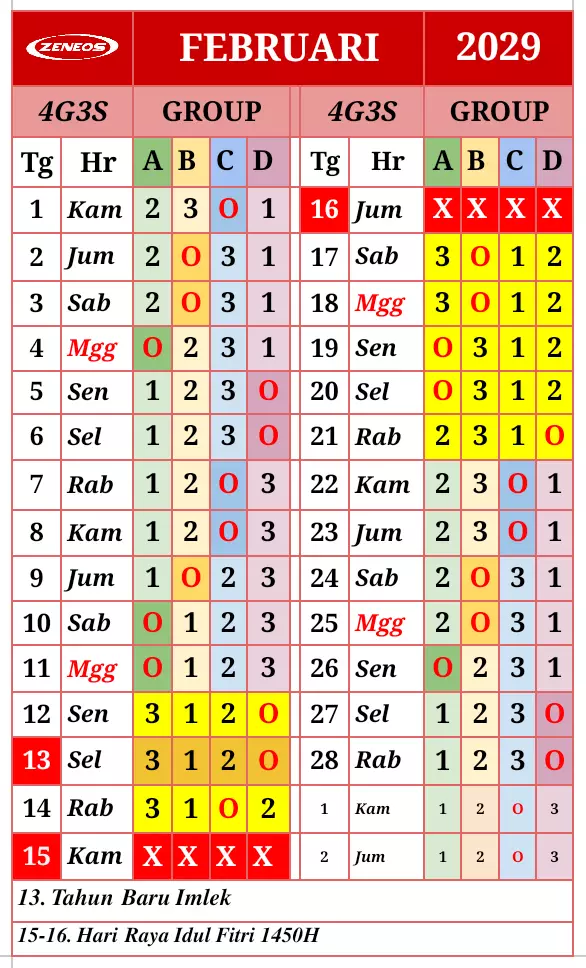 ZENEOS FEBRUARI 2029
4G3S GROUP 4G3S GROUP
Tg Hr A B C D Tg Hr A B C D
1 Kam 2 3 O 1 16 Jum X X X X
2 Jum 2 O 3 1 17 Sab 3 O 1 2
3 Sab 2 O 3 1 18 Mgg 3 O 1 2
4 Mgg O 2 3 1 19 Sen O 3 1 2
5 Sen 1 2 3 O 20 Sel O 3 1 2
6 Sel 1 2 3 O 21 Rab 2 3 1 O
7 Rab 1 2 O 3 22 Kam 2 3 O 1
8 Kam 1 2 O 3 23 Jum 2 3 O 1
9 Jum 1 O 2 3 24 Sab 2 O 3 1
10 Sab O 1 2 3 25 Mgg 2 O 3 1
11 Mgg O 1 2 3 26 Sen O 2 3 1
12 Sen 3 1 2 O 27 Sel 1 2 3 O
13 Sel 3 1 2 O 28 Rab 1 2 3 O
14 Rab 3 1 O 2 1 Kam 1 2 O 3
15 Kam X X X X 2 Jum 1 2 O 3
13. Tahun Baru Imlek
15-16. Hari Raya Idul Fitri 1450H